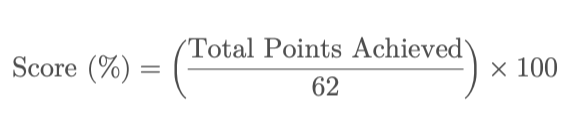 Score (%) = (Total Points Achieved / 62) × 100